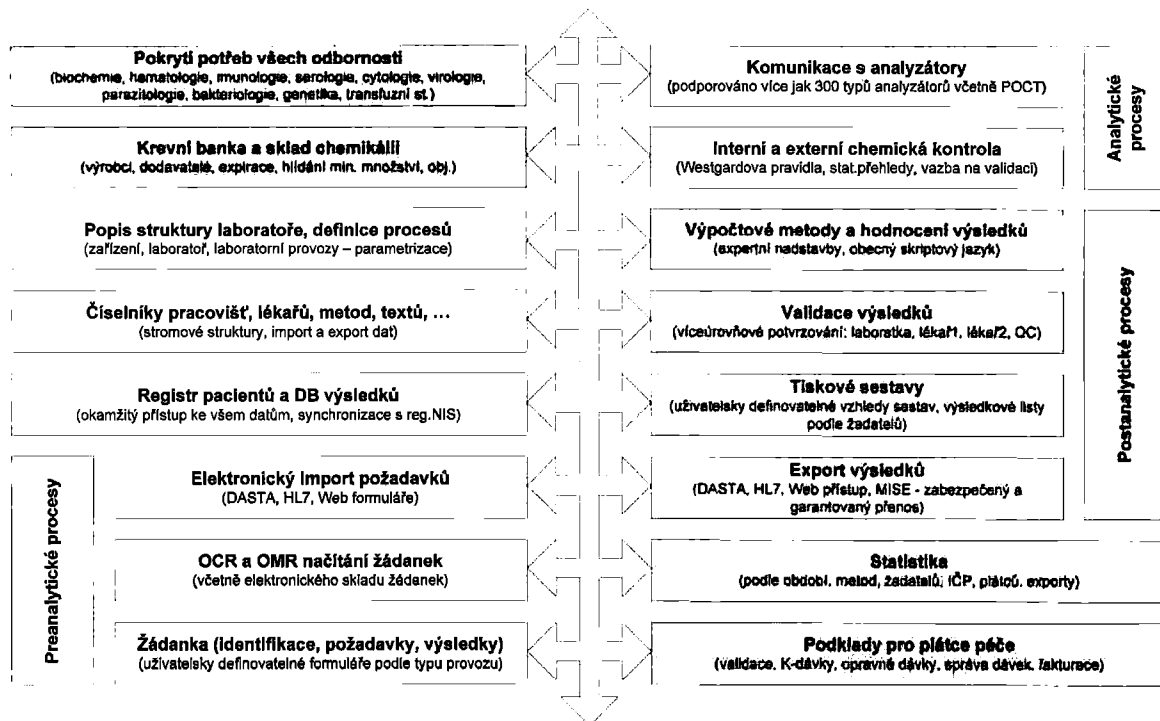 Pokrytí potřeb všech odborností
(biochemie, hematologie, imunologie, serologie, cytologie, virologie,
parazitologie, bakteriologie, genetika, transfuzní st.)
Krevní banka a sklad chemikálií
(výrobci, dodavatelé, expirace, hlídání min. množství, obj.)
Popis struktury laboratoře, definice procesů
(zařízení, laboratoř, laboratorní provozy – parametrizace)
Číselníky pracovišť, lékařů, metod, textů, ...
(stromové struktury, import a export dat)
Registr pacientů a DB výsledků
(okamžitý přístup ke všem datům, synchronizace s reg.NIS)
Preanalytické procesy
Elektronický import požadavků
(DASTA, HL7, Web formuláře)
OCR a OMR načítání žádanek
(včetně elektronického skladu žádanek)
Žádanka (identifikace, požadavky, výsledky)
(uživatelsky definovatelné formuláře podle typu provozu)
Komunikace s analyzátory
(podporováno více jak 300 typů analyzátorů včetně POCT)
Interní a externí chemická kontrola
(Westgardova pravidla, stat.přehledy, vazba na validaci)
Analytické
procesy
Výpočtové metody a hodnocení výsledků
(expertní nadstavby, obecný skriptový jazyk)
Validace výsledků
(víceúrovňové potvrzování: laborantka, lékař1, lékař2, QC)
Tiskové sestavy
(uživatelsky definovatelné vzhledy sestav, výsledkové listy
podle žadatelů)
Export výsledků
(DASTA, HL7, Web přístup, MISE - zabezpečený a
garantovaný přenos)
Postanalytické procesy
Statistika
(podle období, metod, žadatelů, IČP, plátců, exporty)
Podklady pro plátce péče
(validace, K-dávky, opravné dávky, správa dávek, fakturace)